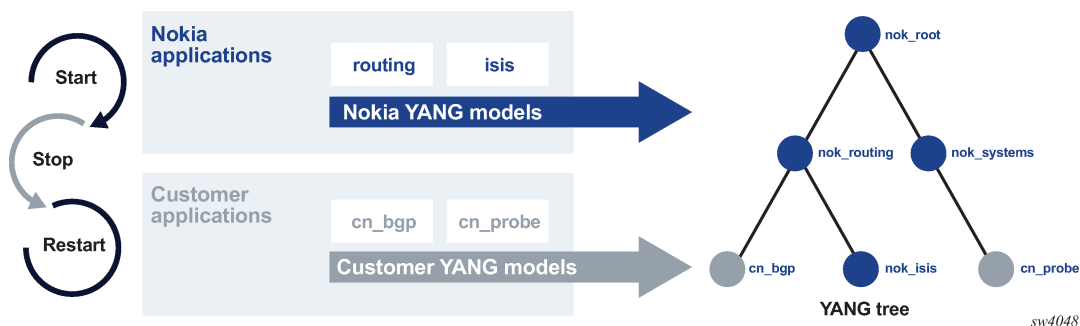 Start
Stop
Restart
Nokia
applications
routing
isis
Nokia YANG models
Customer
applications
cn_bgp
cn_probe
Customer YANG models
nok_root
nok_routing
nok_systems
cn_bgp
nok_isis
cn_probe
YANG tree
sw4048